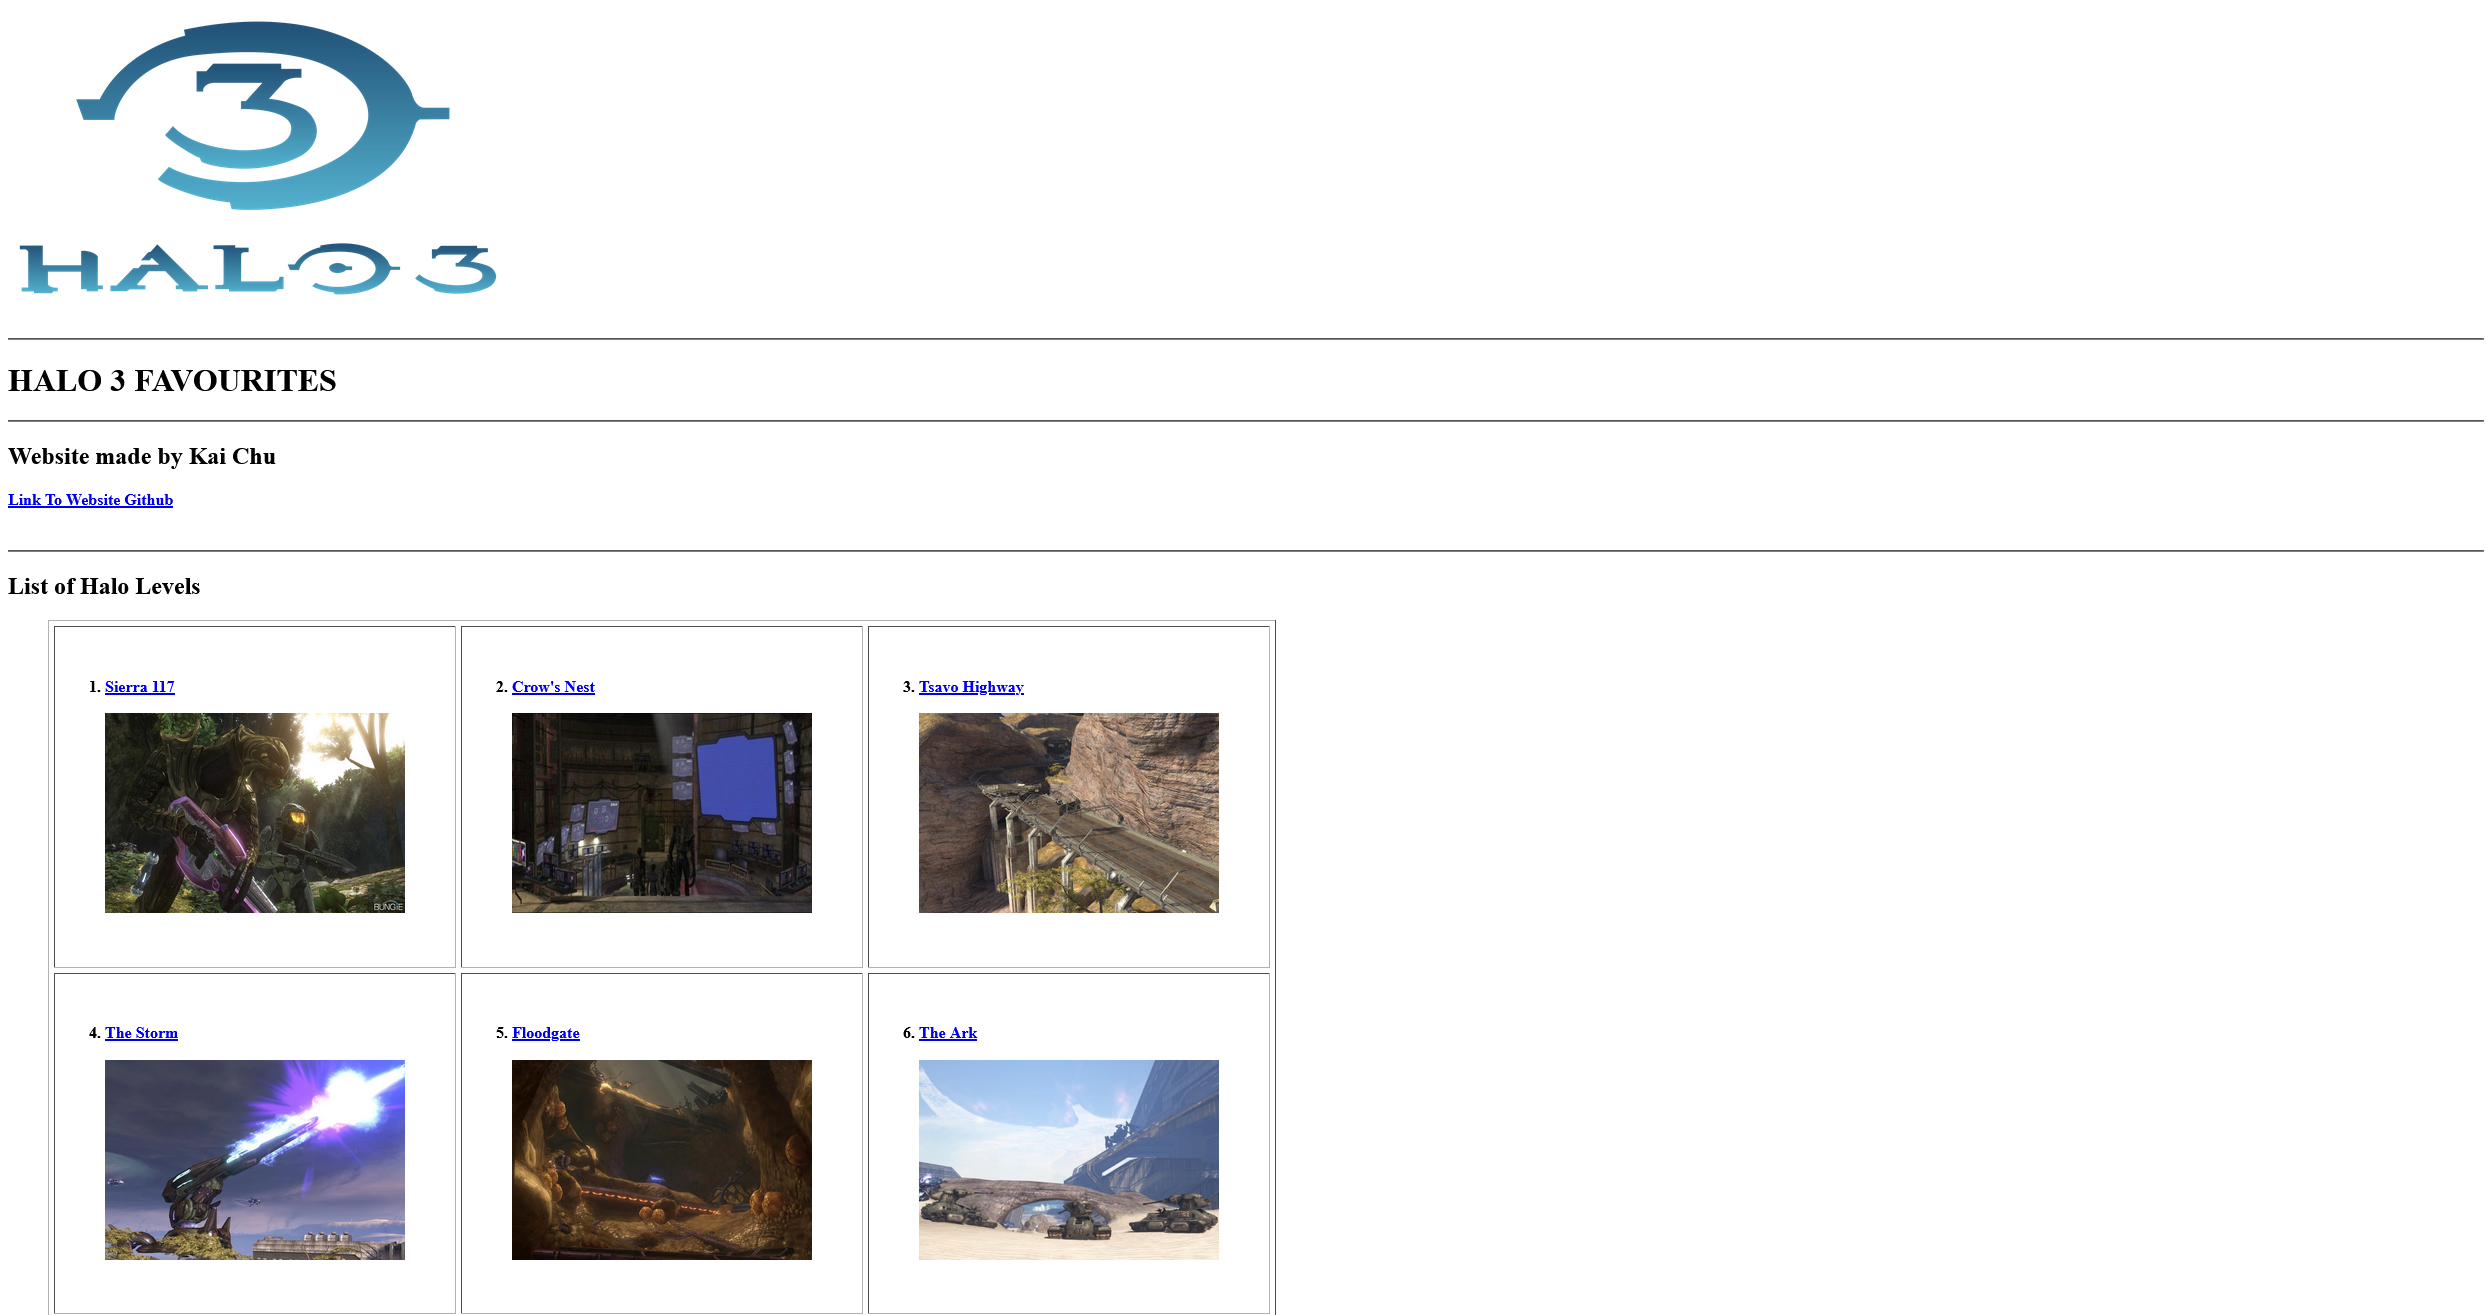 3
HALO 3
HALO 3 FAVOURITES
Website made by Kai Chu
Link To Website Github
List of Halo Levels
1. Sierra 117
2. Crow's Nest
3. Tsavo Highway
BUNGIE
4. The Storm
5. Floodgate
6. The Ark